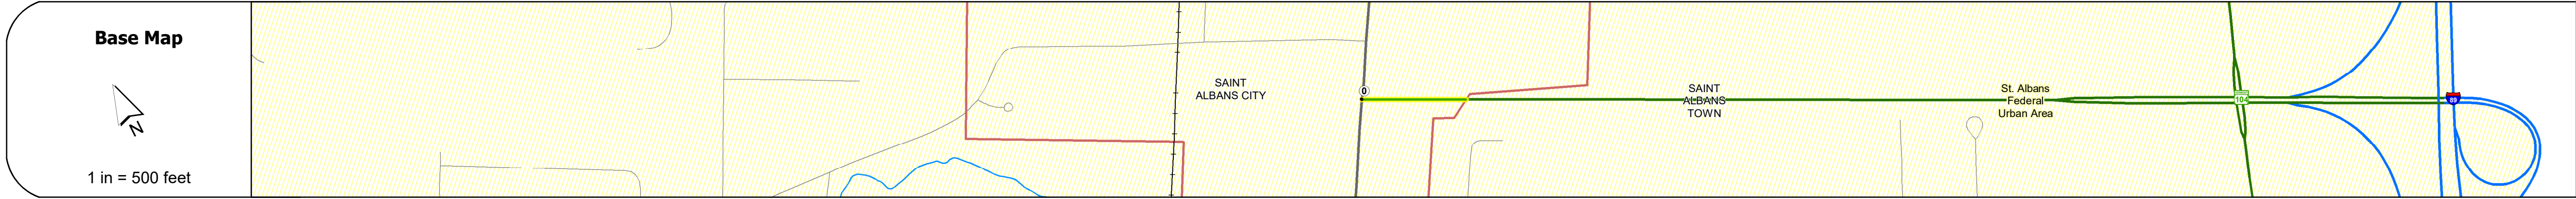 Base Map
N
1 in = 500 feet
SAINT
ALBANS CITY
0
SAINT
ALBANS
TOWN
St. Albans
Federal
Urban Area
104
89